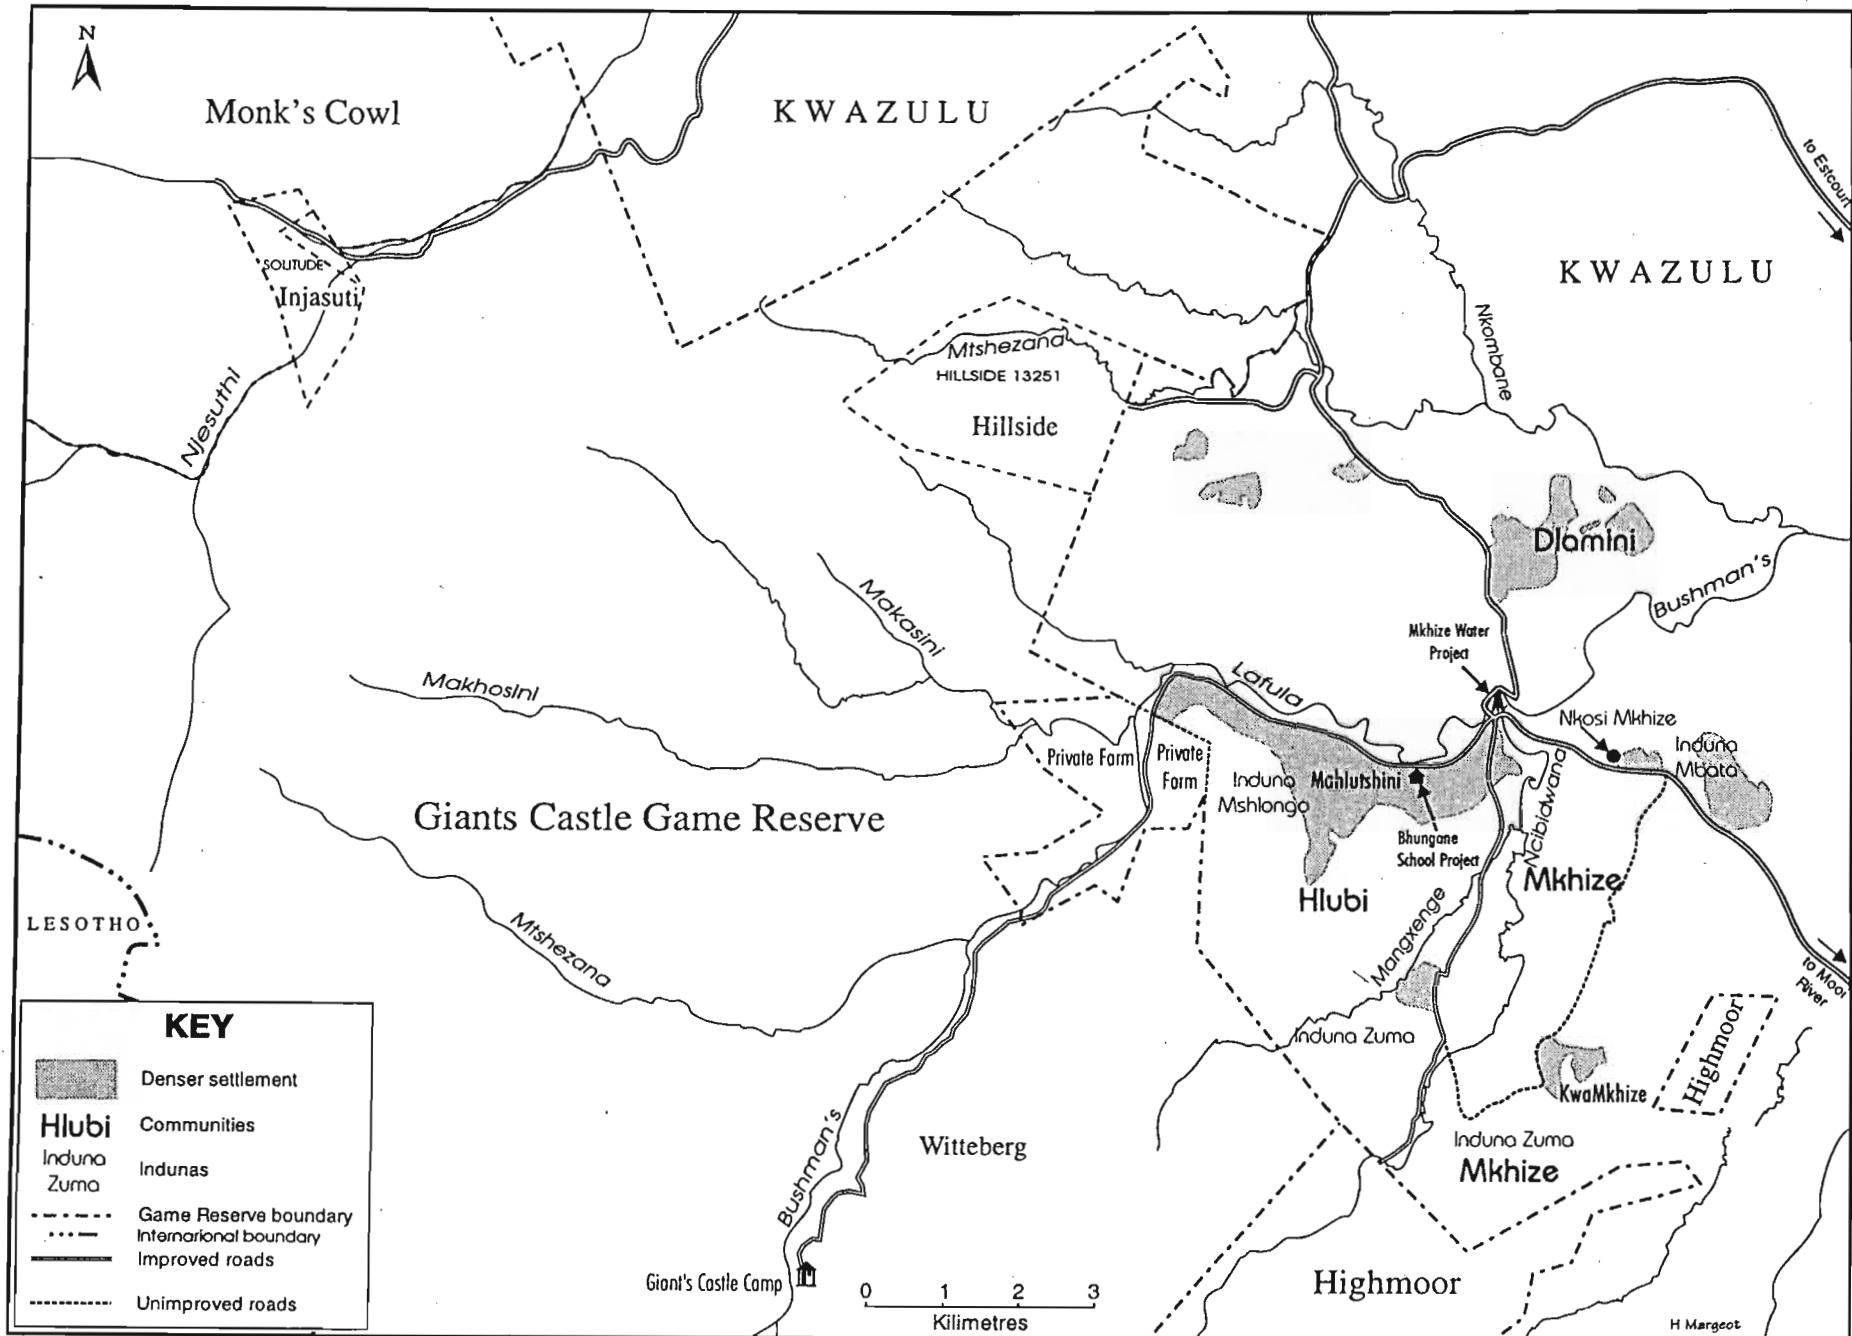 N
Monk's Cowl
KWAZULU
to Estcourt
KWAZULU
SOLITUDE
Injasuti
Njesuthi
Nkombane
Mtshezana
HILLSIDE 13251
Hillside
Dlamini
Bushman's
Makasini
Makhosini
Mkhize Water
Project
Lafula
Nkosi Mkhize
Induna
Mbata
Private Farm
Private
Farm
Induna
Mshlongo
Mahlutshini
Ncibidwana
Giants Castle Game Reserve
Bhungane
School Project
Mkhize
Hlubi
LESOTHO
Mtshezana
Mangxenge
to Mooi
River
Induna Zuma
Highmoor
KwaMkhize
Bushman's
Witteberg
Induna Zuma
Mkhize
Giant's Castle Camp
Highmoor
0 1 2 3
Kilimetres
H Margeot
KEY
Denser settlement
Hlubi
Communities
Induna
Zuma
Indunas
Game Reserve boundary
Internarional boundary
Improved roads
Unimproved roads